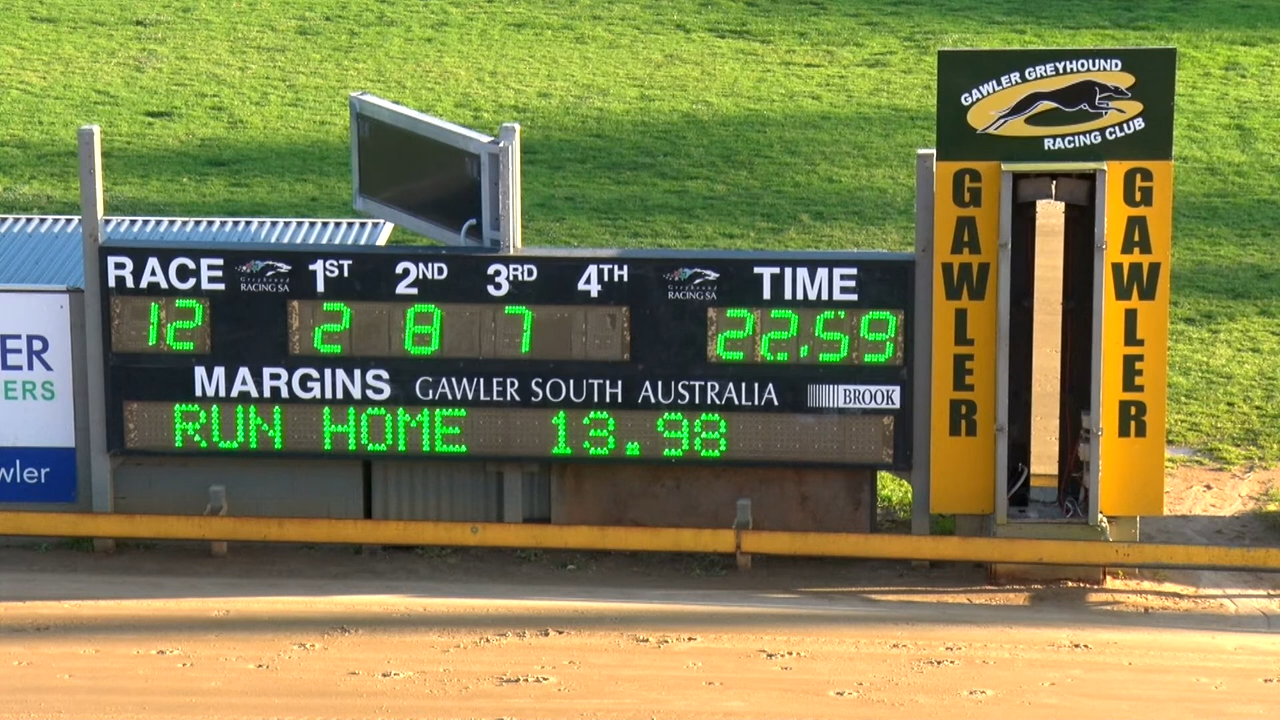 GAWLER GREYHOUND
RACING CLUB
GAWLER
GAWLER
RACE
Greyhound
RACING SA
1ST 2ND 3RD 4TH
Greyhound
RACING SA
TIME
12 2 8 7 22.59
MARGINS GAWLER SOUTH AUSTRALIA BROOK
RUN HOME 13.98
ER
ERS
wler